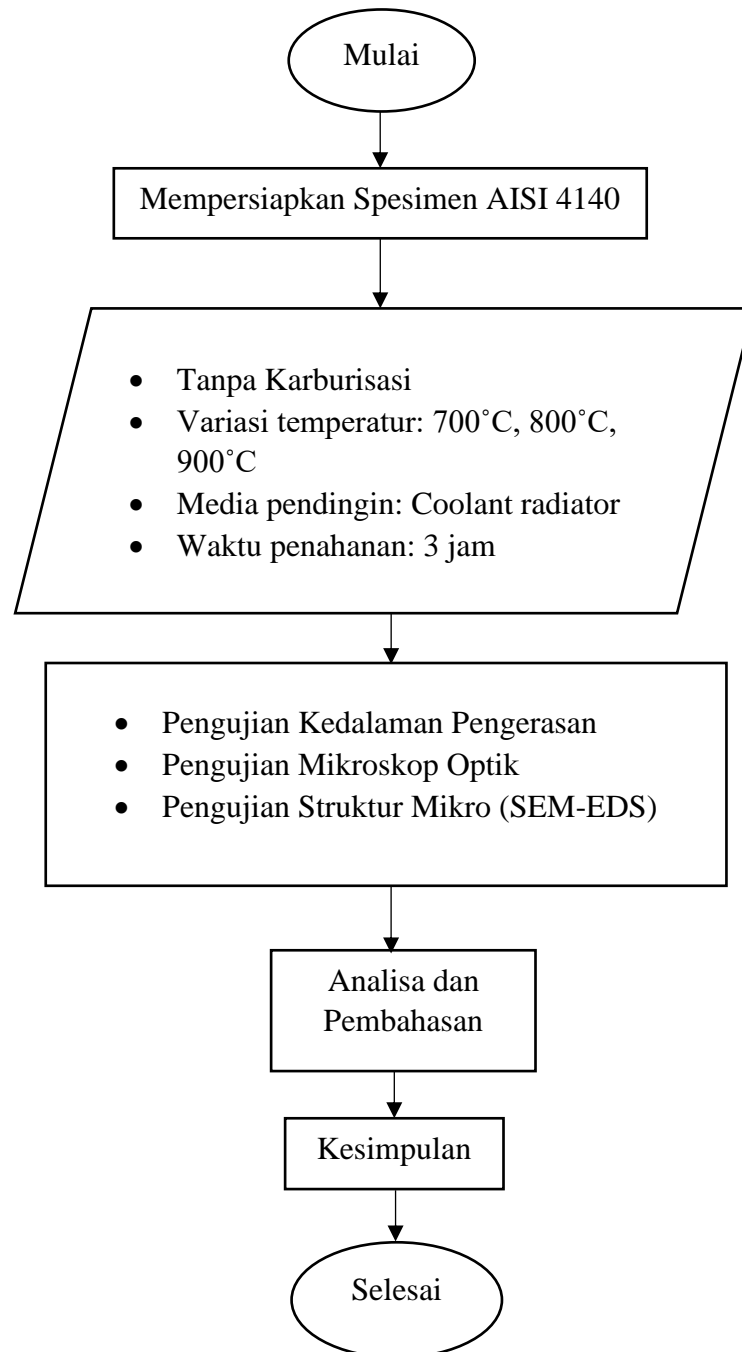 Mulai
Mempersiapkan Spesimen AISI 4140
• Tanpa Karburisasi
• Variasi temperatur: 700˚C, 800˚C,
900˚C
• Media pendingin: Coolant radiator
• Waktu penahanan: 3 jam
• Pengujian Kedalaman Pengerasan
• Pengujian Mikroskop Optik
• Pengujian Struktur Mikro (SEM-EDS)
Analisa dan
Pembahasan
Kesimpulan
Selesai